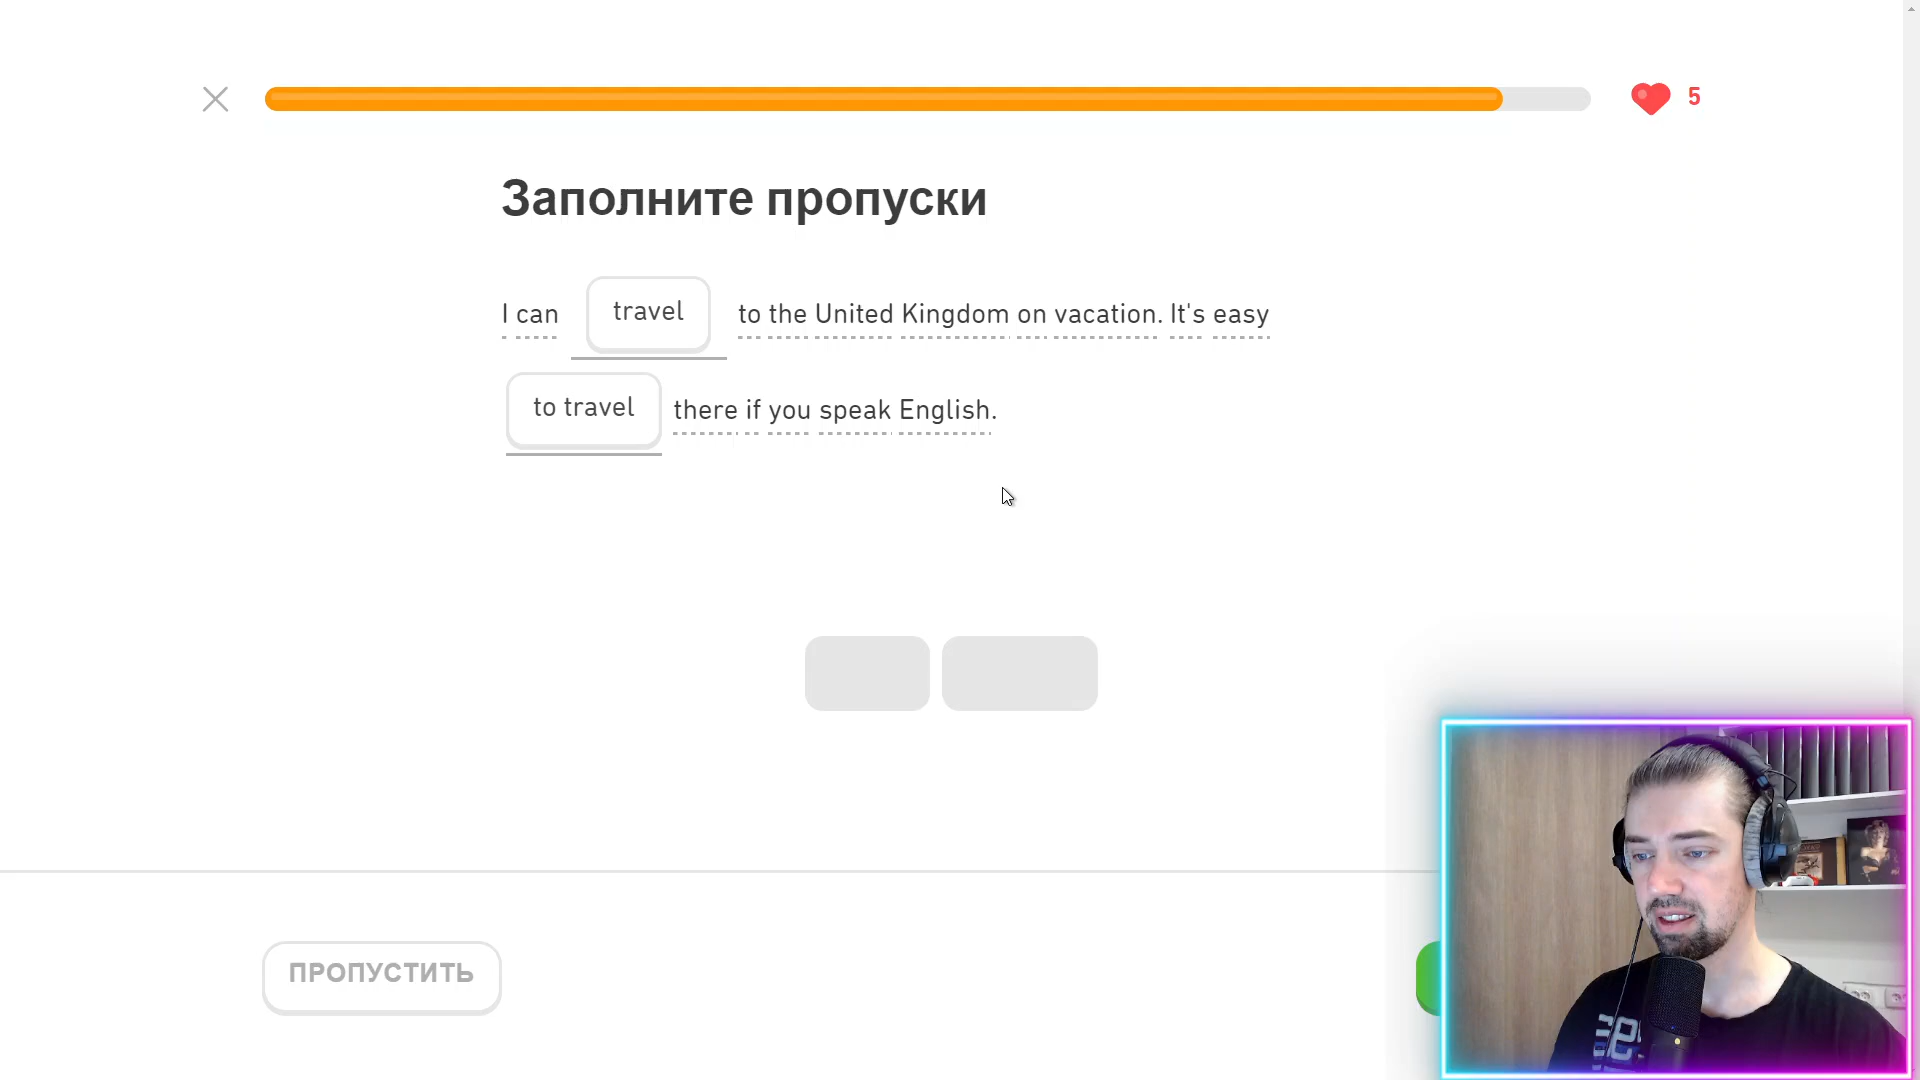 5
Заполните пропуски
I can travel to the United Kingdom on vacation. It's easy
to travel there if you speak English.
ПРОПУСТИТЬ